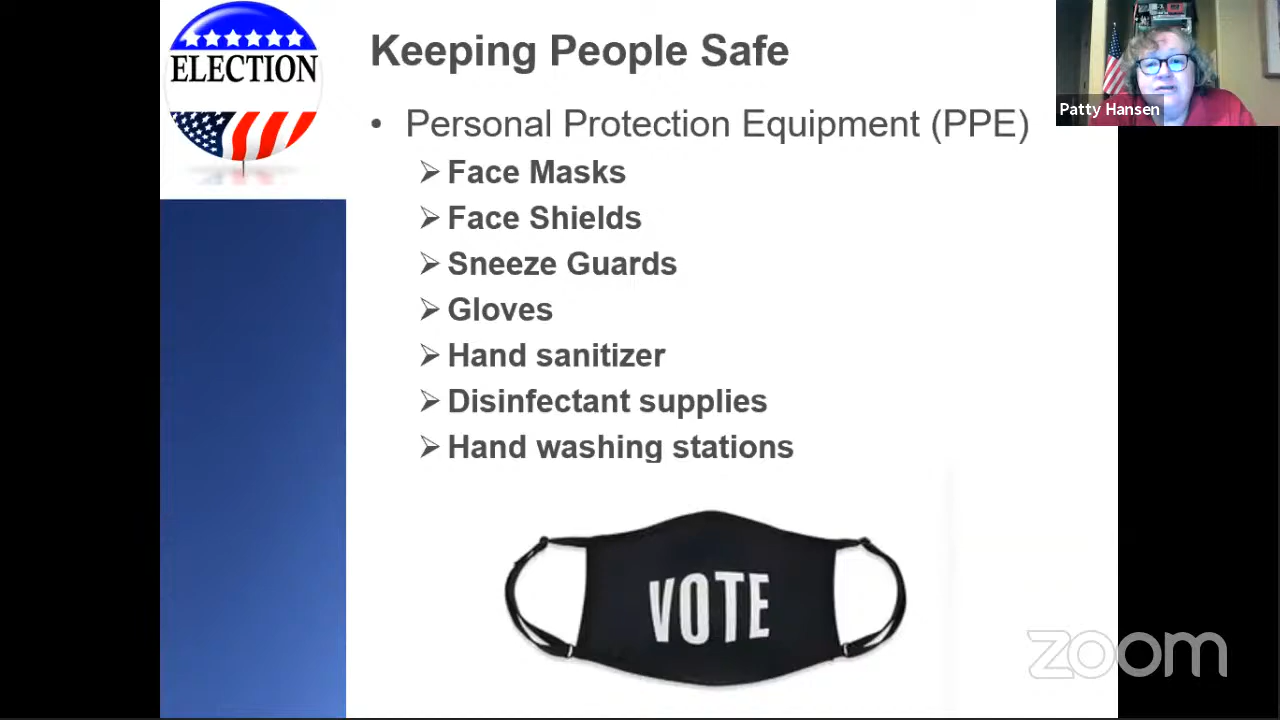 ELECTION
Keeping People Safe
• Personal Protection Equipment (PPE)
➢ Face Masks
➢ Face Shields
➢ Sneeze Guards
➢ Gloves
➢ Hand sanitizer
➢ Disinfectant supplies
➢ Hand washing stations
VOTE
Patty Hansen
zoom